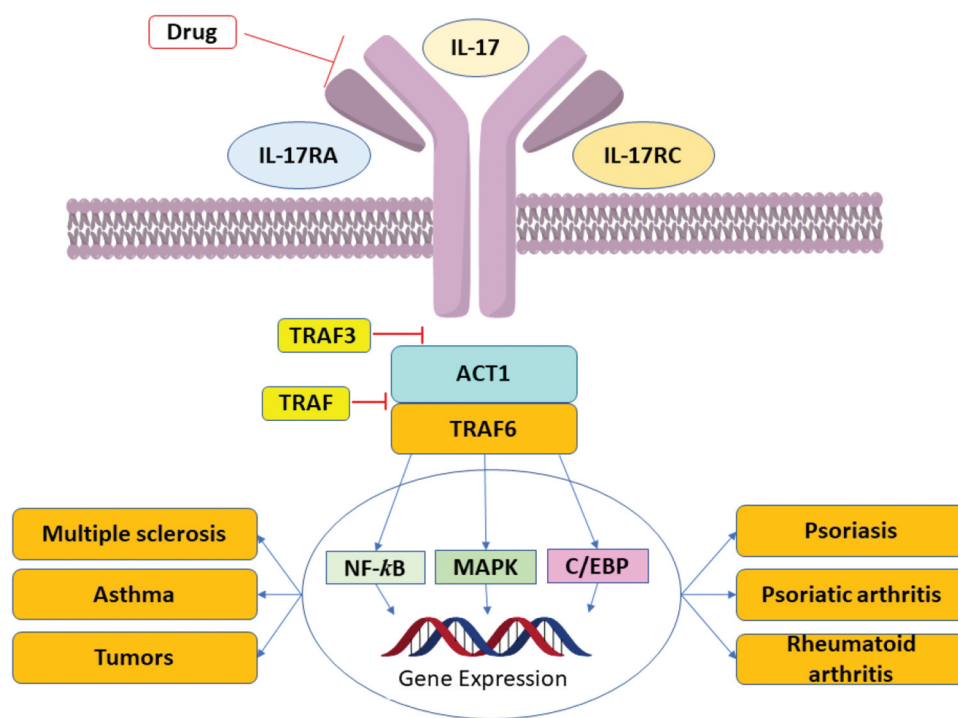 Drug
IL-17
IL-17RA
IL-17RC
TRAF3
ACT1
TRAF
TRAF6
Multiple sclerosis
Asthma
Tumors
NF-kB
MAPK
C/EBP
Gene Expression
Psoriasis
Psoriatic arthritis
Rheumatoid
arthritis